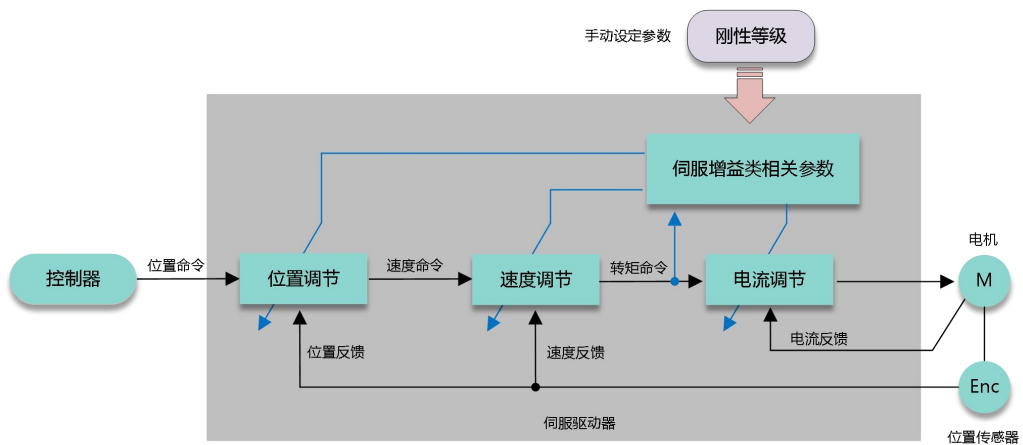 手动设定参数
刚性等级
伺服增益类相关参数
控制器
位置命令
位置调节
速度命令
速度调节
转矩命令
电流调节
电机
M
位置反馈
速度反馈
电流反馈
Enc
伺服驱动器
位置传感器